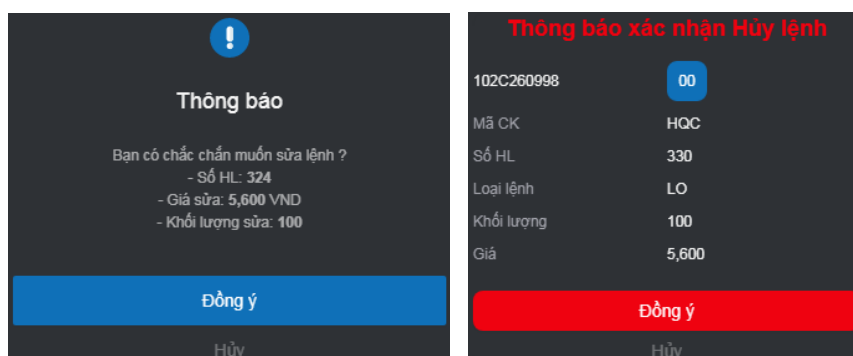 Thông báo
Bạn có chắc chắn muốn sửa lệnh ?
- Số HL: 324
- Giá sửa: 5,600 VND
- Khối lượng sửa: 100
Đồng ý
Hủy
Thông báo xác nhận Hủy lệnh
102C260998 00
Mã CK HQC
Số HL 330
Loại lệnh LO
Khối lượng 100
Giá 5,600
Đồng ý
Hủy